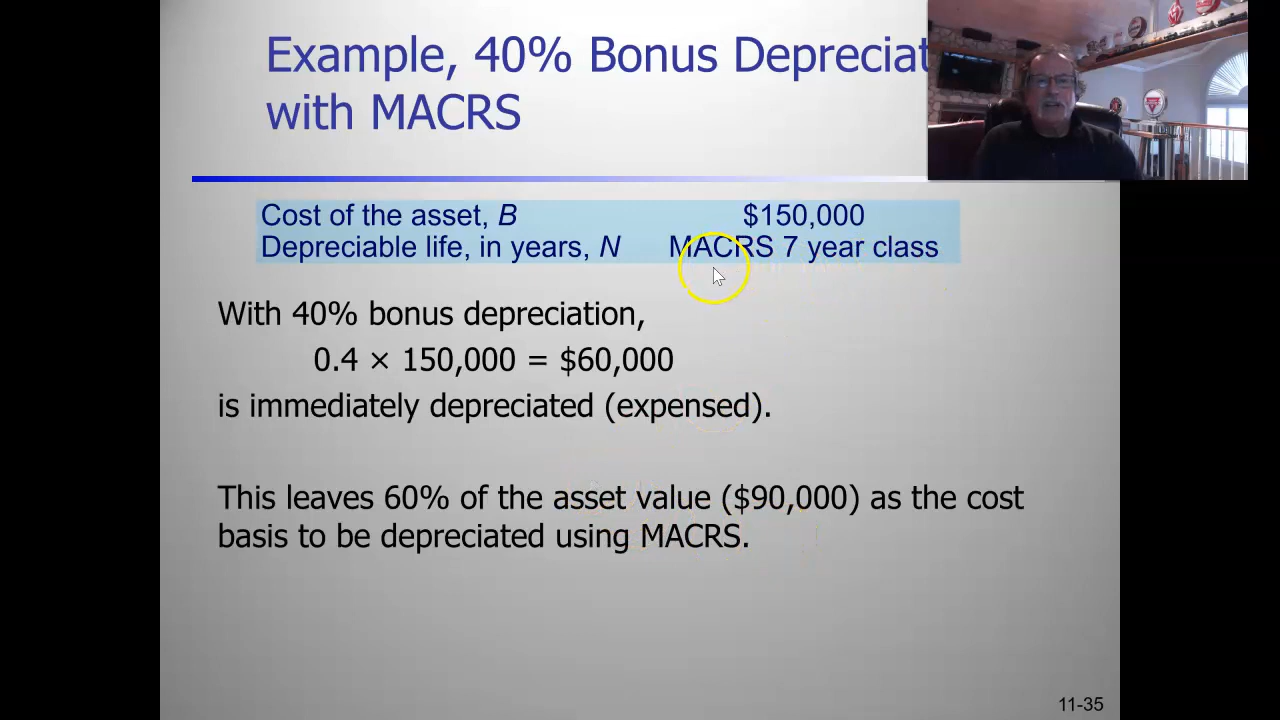 Example, 40% Bonus Depreciat
with MACRS
Cost of the asset, B $150,000
Depreciable life, in years, N MACRS 7 year class
With 40% bonus depreciation,
0.4 × 150,000 = $60,000
is immediately depreciated (expensed).
This leaves 60% of the asset value ($90,000) as the cost
basis to be depreciated using MACRS.
11-35